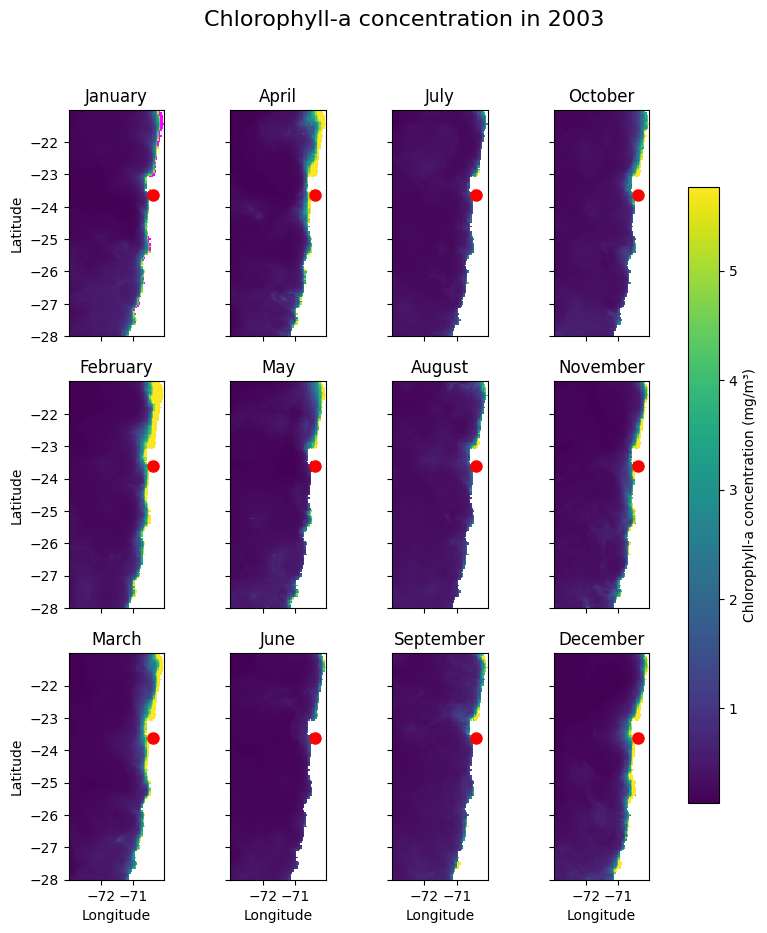 Chlorophyll-a concentration in 2003
January April July October
−22
−23
−24
−25
−26
−27
−28
Latitude
February May August November
−22
−23
−24
−25
−26
−27
−28
Latitude
March June September December
−22
−23
−24
−25
−26
−27
−28
Latitude
−72 −71 −72 −71 −72 −71 −72 −71
Longitude Longitude Longitude Longitude
5
4
3
2
1
Chlorophyll-a concentration (mg/m³)